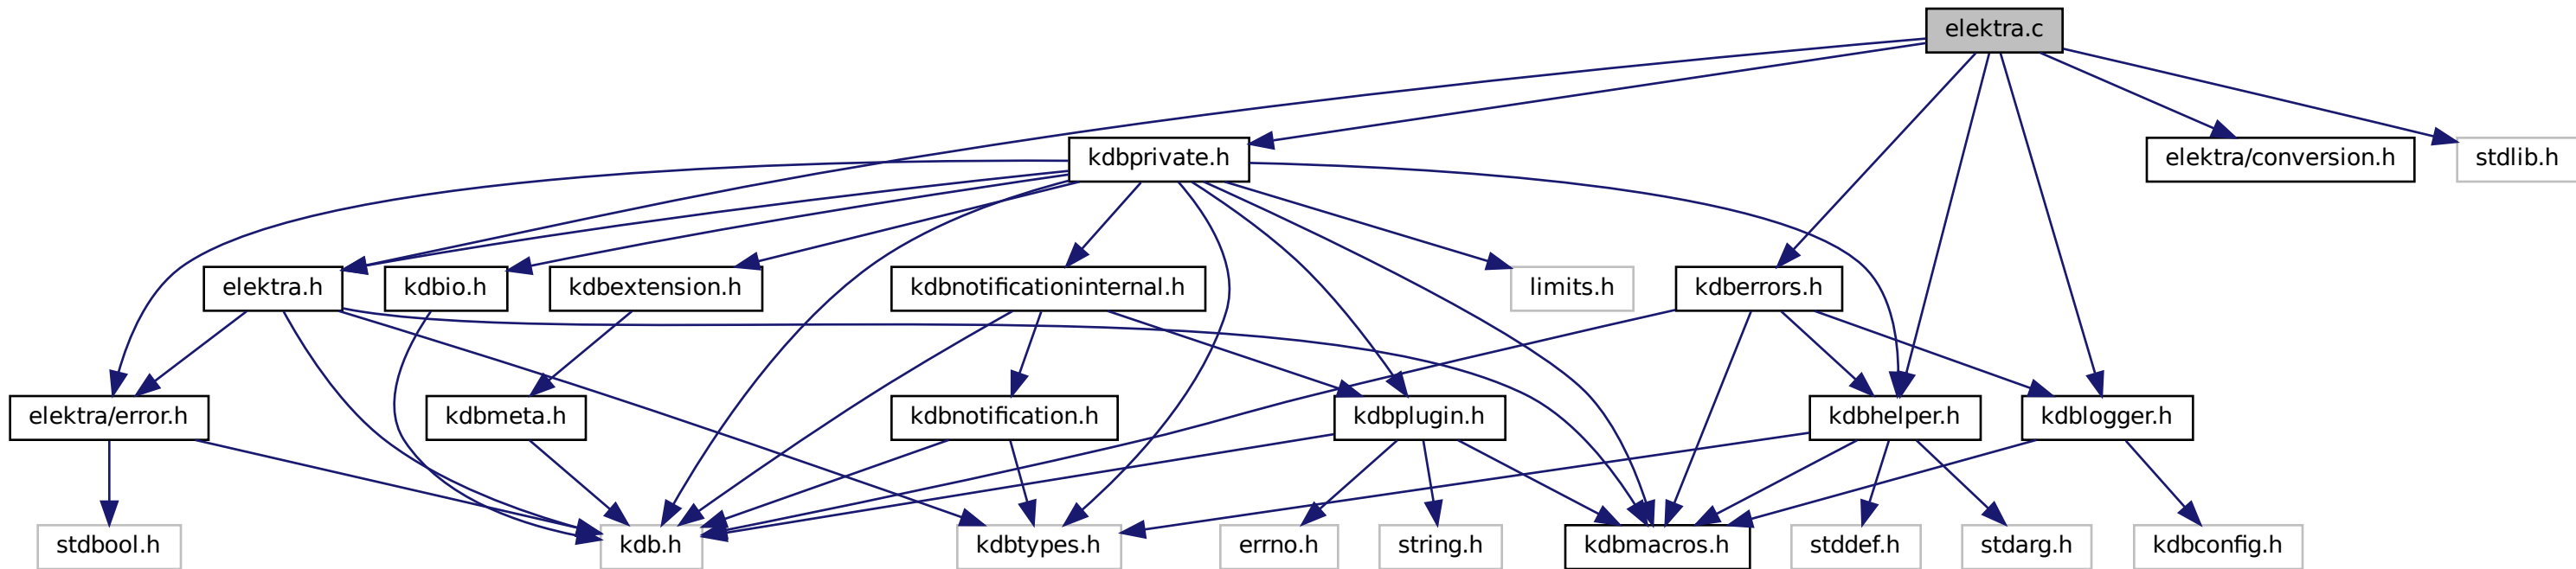 elektra.c
kdbprivate.h
elektra/conversion.h
stdlib.h
elektra.h
kdbio.h
kdbextension.h
kdbnotificationinternal.h
limits.h
kdberrors.h
elektra/error.h
kdbmeta.h
kdbnotification.h
kdbplugin.h
kdbhelper.h
kdblogger.h
stdbool.h
kdb.h
kdbtypes.h
errno.h
string.h
kdbmacros.h
stddef.h
stdarg.h
kdbconfig.h